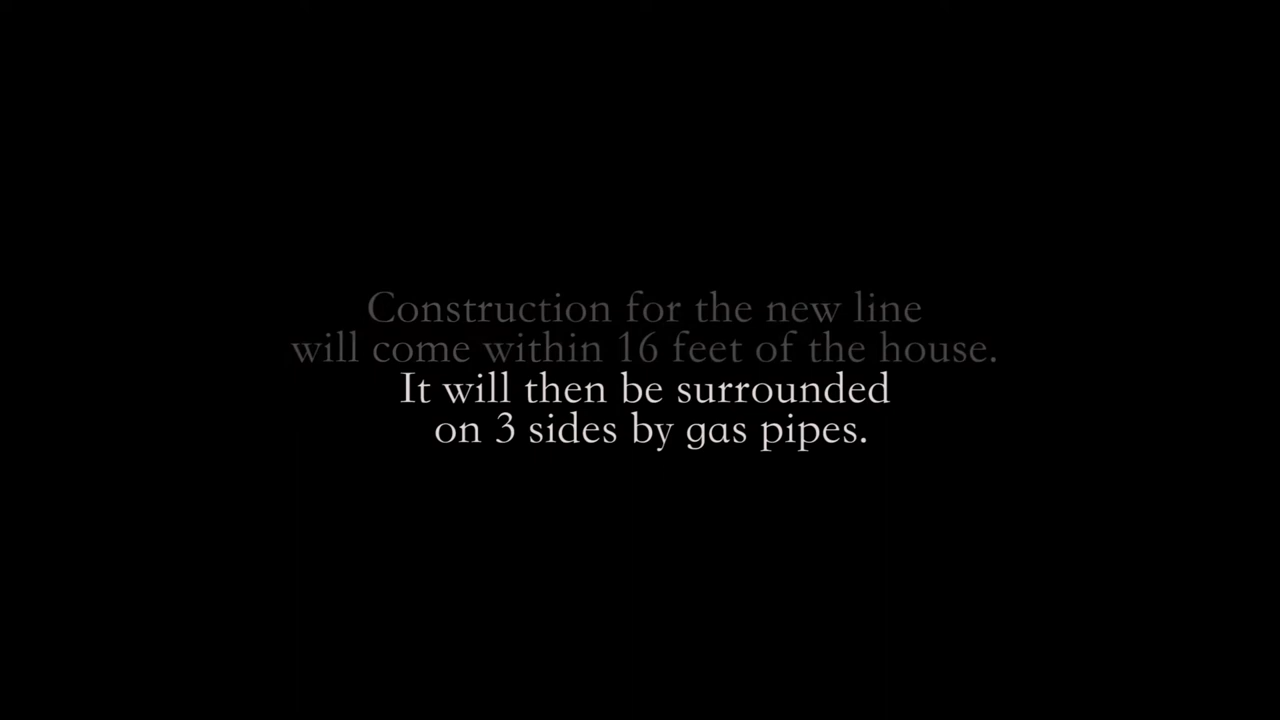 Construction for the new line
will come within 16 feet of the house.
It will then be surrounded
on 3 sides by gas pipes.